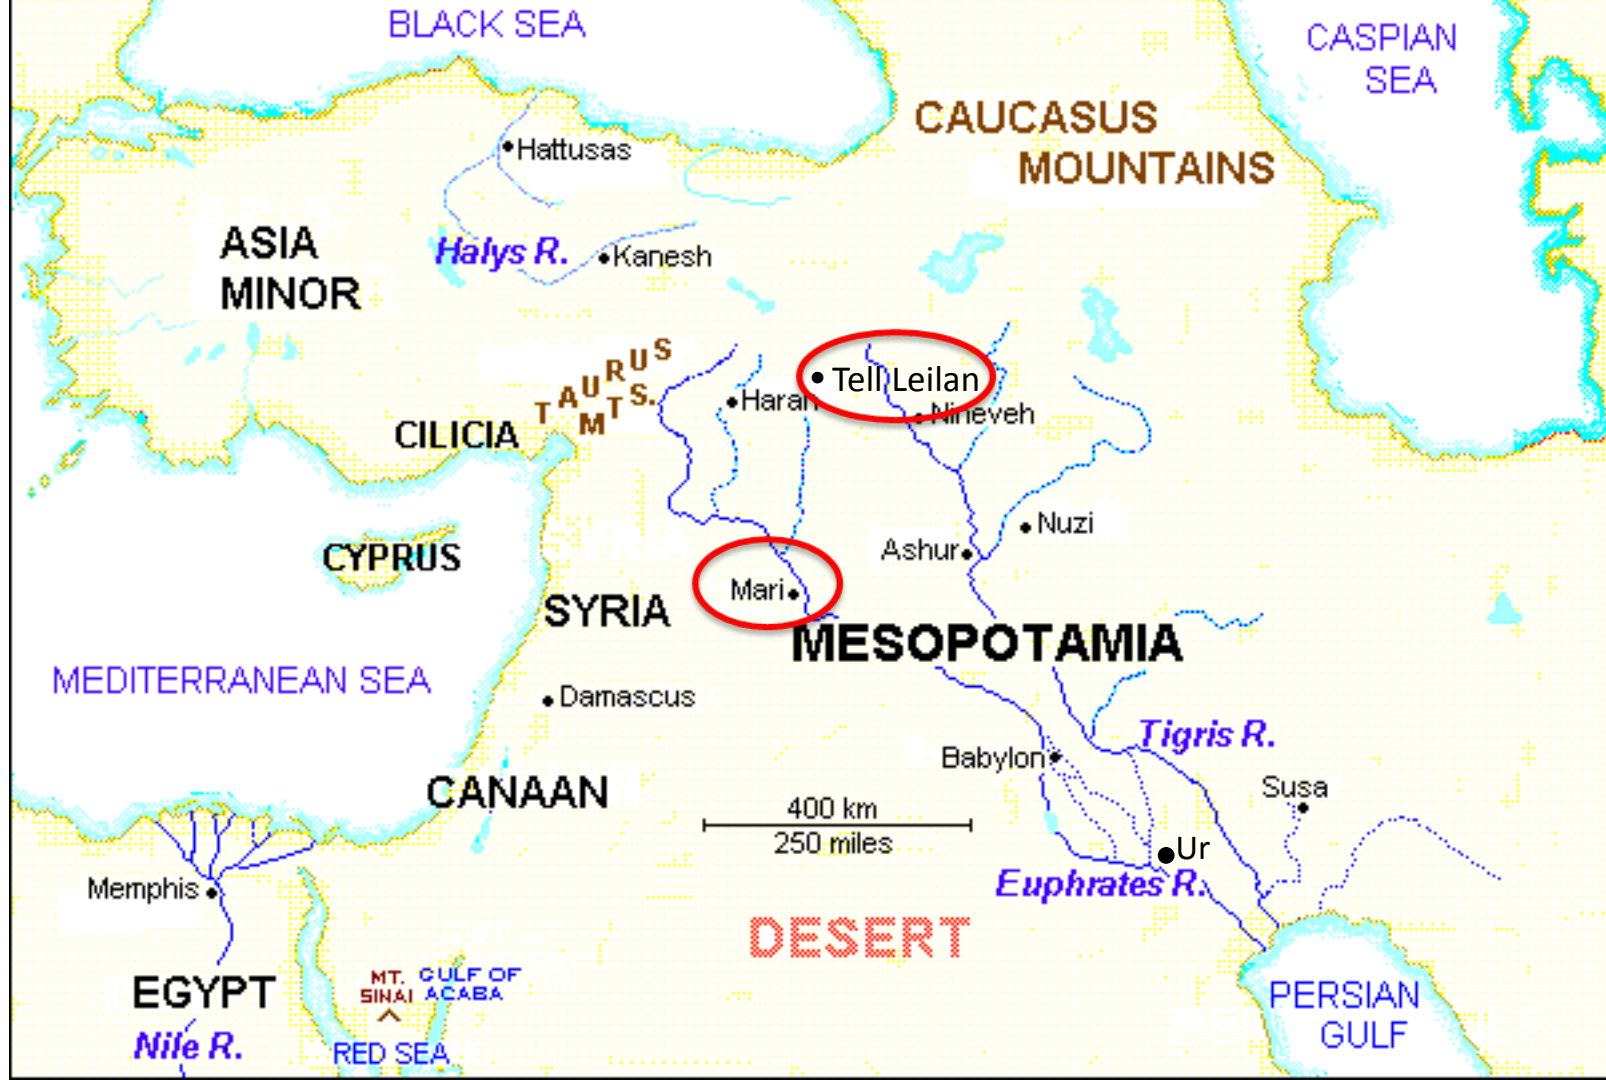 BLACK SEA
CASPIAN
SEA
CAUCASUS
MOUNTAINS
Hattusas
ASIA
MINOR
Halys R.
Kanesh
TAURUS
MTS.
Tell Leilan
Haran
Nineveh
CILICIA
CYPRUS
Nuzi
Ashur
Mari
SYRIA
MESOPOTAMIA
MEDITERRANEAN SEA
Damascus
Tigris R.
Babylon
Susa
CANAAN
400 km
250 miles
Ur
Memphis
Euphrates R.
DESERT
EGYPT
MT.
SINAI
GULF OF
ACABA
PERSIAN
GULF
Nile R.
RED SEA